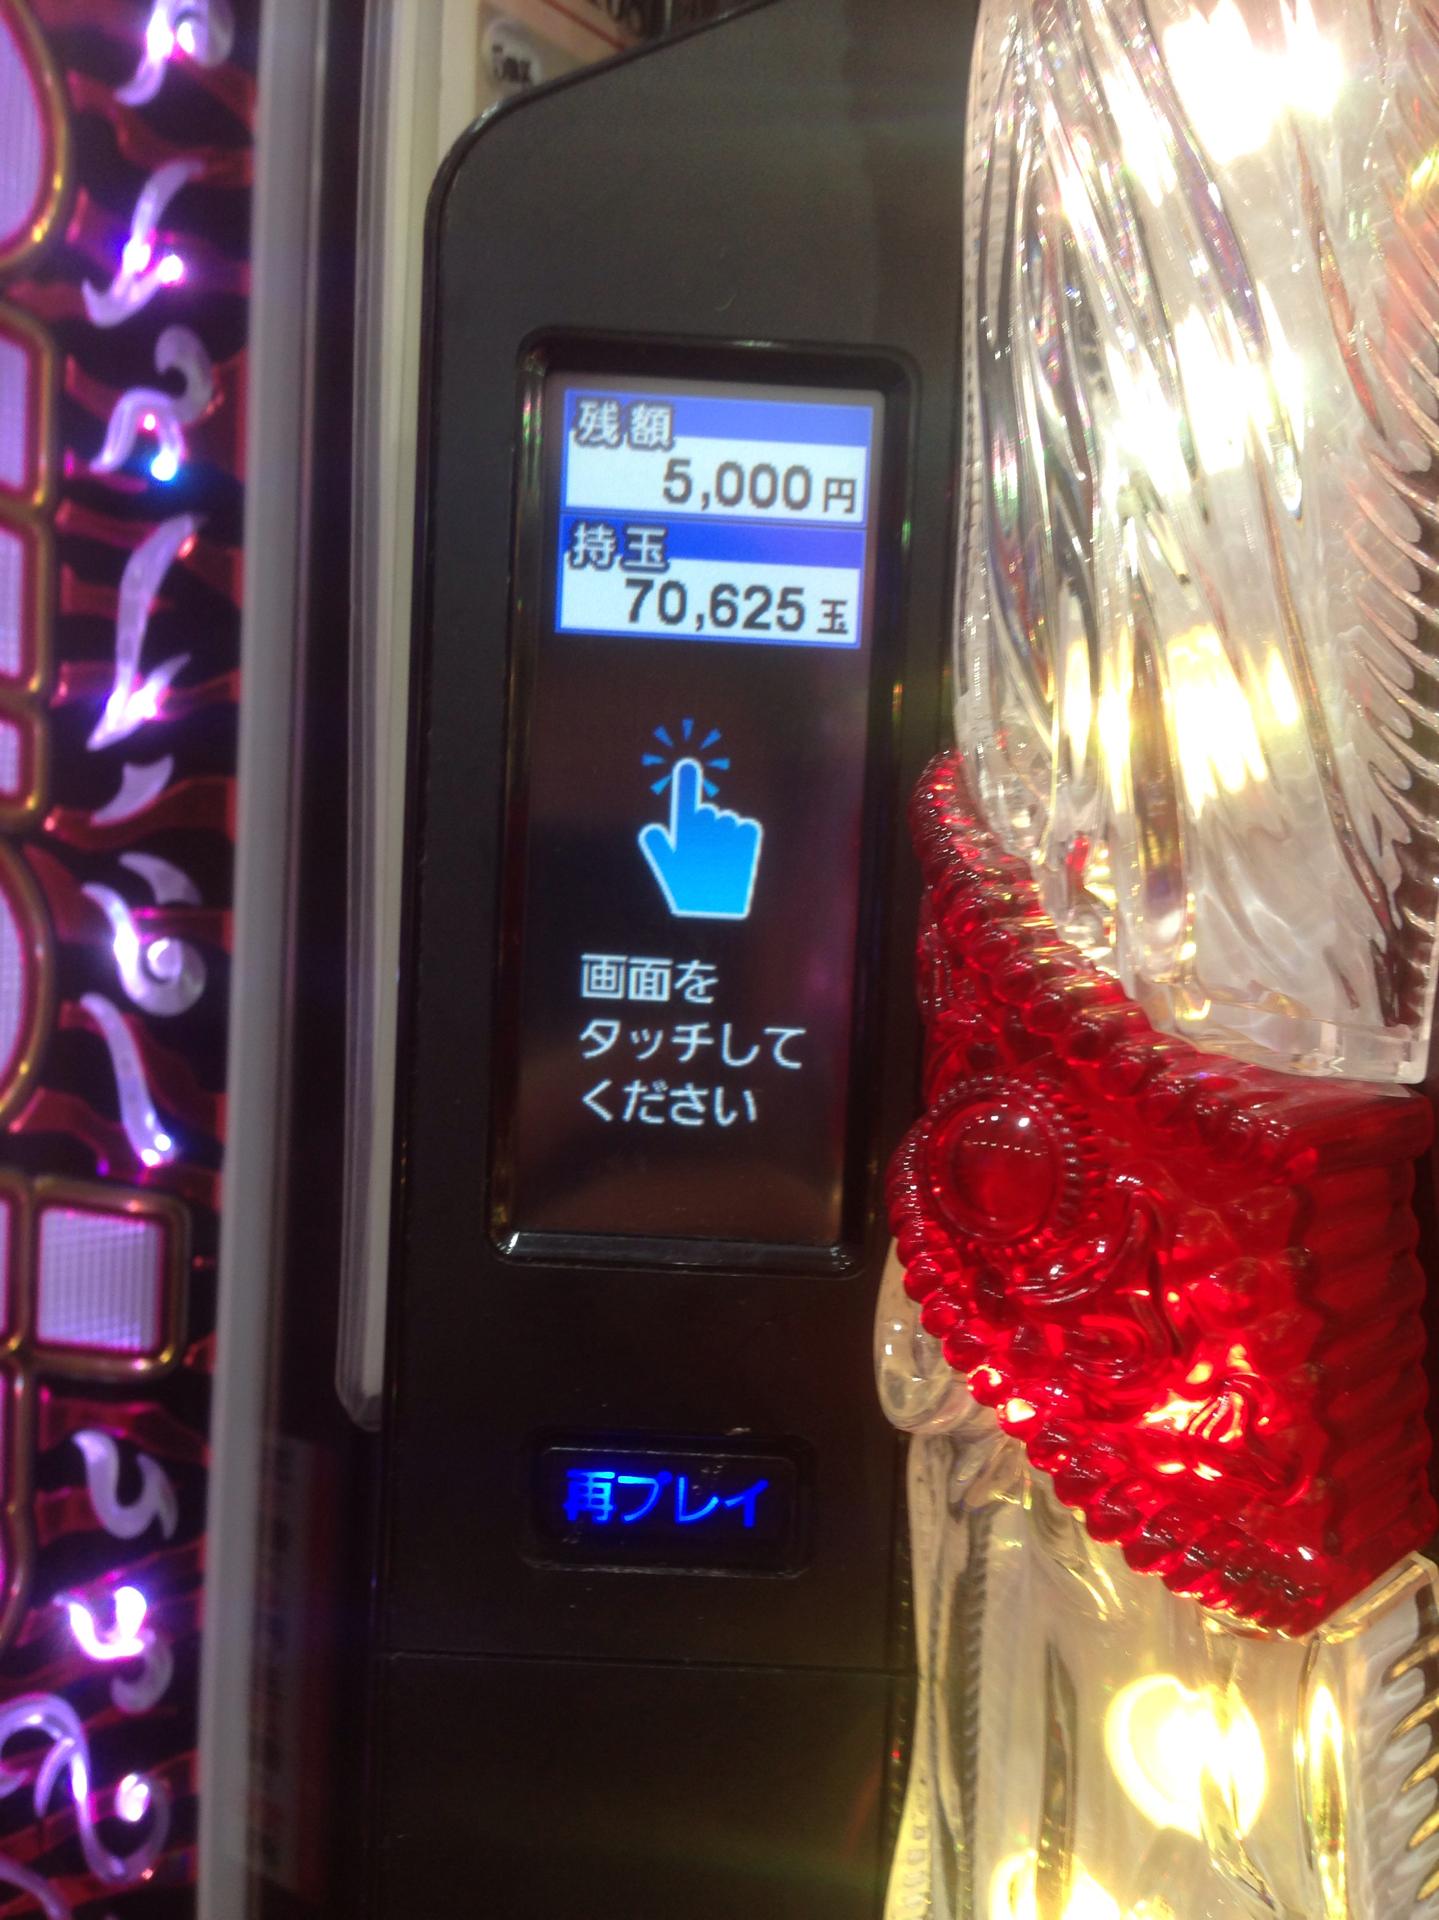 残額
5,000円
持玉
70,625玉
画面を
タッチして
ください
再プレイ